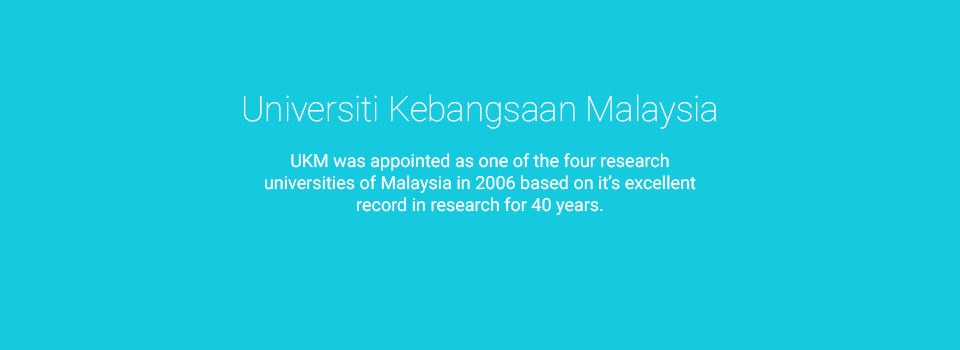 Universiti Kebangsaan Malaysia
UKM was appointed as one of the four research
universities of Malaysia in 2006 based on it's excellent
record in research for 40 years.